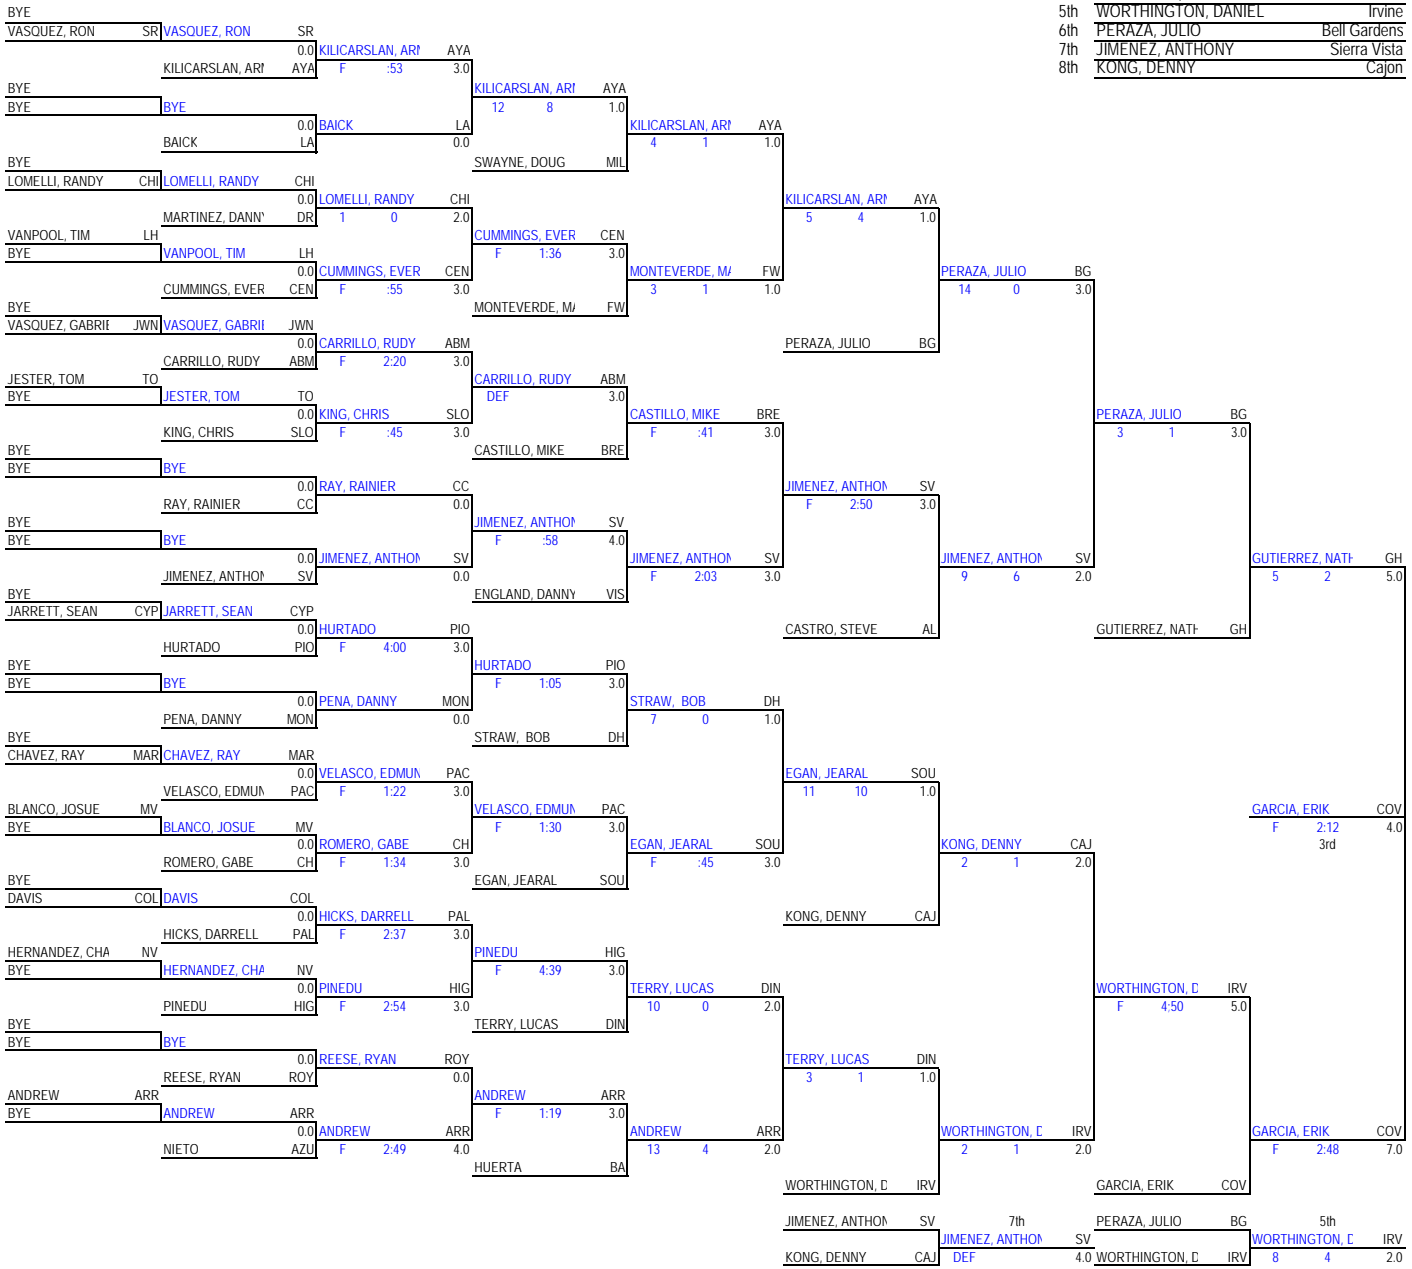 5th WORTHINGTON, DANIEL Irvine
6th PERAZA, JULIO Bell Gardens
7th JIMENEZ, ANTHONY Sierra Vista
8th KONG, DENNY Cajon
BYE
VASQUEZ, RON SR VASQUEZ, RON SR
0.0 KILICARSLAN, ARI AYA
KILICARSLAN, ARI AYA F :53 3.0
BYE KILICARSLAN, ARI AYA
BYE BYE 12 8 1.0
0.0 BAICK LA KILICARSLAN, ARI AYA
BAICK LA 0.0 4 1 1.0
BYE SWAYNE, DOUG MIL
LOMELLI, RANDY CHI LOMELLI, RANDY CHI
0.0 LOMELLI, RANDY CHI KILICARSLAN, ARI AYA
MARTINEZ, DANN DR 1 0 2.0 5 4 1.0
VANPOOL, TIM LH CUMMINGS, EVER CEN
BYE VANPOOL, TIM LH F 1:36 3.0
0.0 CUMMINGS, EVER CEN MONTEVERDE, MA FW PERAZA, JULIO BG
CUMMINGS, EVER CEN F :55 3.0 3 1 1.0 14 0 3.0
BYE MONTEVERDE, MA FW
VASQUEZ, GABRIE JWN VASQUEZ, GABRIE JWN
0.0 CARRILLO, RUDY ABM PERAZA, JULIO BG
CARRILLO, RUDY ABM F 2:20 3.0
JESTER, TOM TO CARRILLO, RUDY ABM
BYE JESTER, TOM TO DEF 3.0
0.0 KING, CHRIS SLO CASTILLO, MIKE BRE PERAZA, JULIO BG
KING, CHRIS SLO F :45 3.0 F :41 3.0 3 1 3.0
BYE CASTILLO, MIKE BRE
BYE BYE
0.0 RAY, RAINIER CC JIMENEZ, ANTHON SV
RAY, RAINIER CC 0.0 F 2:50 3.0
BYE JIMENEZ, ANTHON SV
BYE BYE F :58 4.0
0.0 JIMENEZ, ANTHON SV JIMENEZ, ANTHON SV JIMENEZ, ANTHON SV GUTIERREZ, NATH GH
JIMENEZ, ANTHON SV 0.0 F 2:03 3.0 9 6 2.0 5 2 5.0
BYE ENGLAND, DANNY VIS
JARRETT, SEAN CYP JARRETT, SEAN CYP
0.0 HURTADO PIO CASTRO, STEVE AL GUTIERREZ, NATH GH
HURTADO PIO F 4:00 3.0
BYE HURTADO PIO
BYE BYE F 1:05 3.0
0.0 PENA, DANNY MON STRAW, BOB DH
PENA, DANNY MON 0.0 7 0 1.0
BYE STRAW, BOB DH
CHAVEZ, RAY MAR CHAVEZ, RAY MAR
0.0 VELASCO, EDMUN PAC EGAN, JEARAL SOU
VELASCO, EDMUN PAC F 1:22 3.0 11 10 1.0
BLANCO, JOSUE MV VELASCO, EDMUN PAC GARCIA, ERIK COV
BYE BLANCO, JOSUE MV F 1:30 3.0 F 2:12 4.0
0.0 ROMERO, GABE CH EGAN, JEARAL SOU KONG, DENNY CAJ 3rd
ROMERO, GABE CH F 1:34 3.0 F :45 3.0 2 1 2.0
BYE EGAN, JEARAL SOU
DAVIS COL DAVIS COL
0.0 HICKS, DARRELL PAL KONG, DENNY CAJ
HICKS, DARRELL PAL F 2:37 3.0
HERNANDEZ, CHA NV PINEDU HIG
BYE HERNANDEZ, CHA NV F 4:39 3.0
0.0 PINEDU HIG TERRY, LUCAS DIN WORTHINGTON, D IRV
PINEDU HIG F 2:54 3.0 10 0 2.0 F 4:50 5.0
BYE TERRY, LUCAS DIN
BYE BYE
0.0 REESE, RYAN ROY TERRY, LUCAS DIN
REESE, RYAN ROY 0.0 3 1 1.0
ANDREW ARR ANDREW ARR
BYE ANDREW ARR F 1:19 3.0
0.0 ANDREW ARR ANDREW ARR WORTHINGTON, D IRV GARCIA, ERIK COV
NIETO AZU F 2:49 4.0 13 4 2.0 2 1 2.0 F 2:48 7.0
HUERTA BA
WORTHINGTON, D IRV GARCIA, ERIK COV
JIMENEZ, ANTHON SV 7th PERAZA, JULIO BG 5th
JIMENEZ, ANTHON SV WORTHINGTON, D IRV
KONG, DENNY CAJ DEF 4.0 WORTHINGTON, D IRV 8 4 2.0